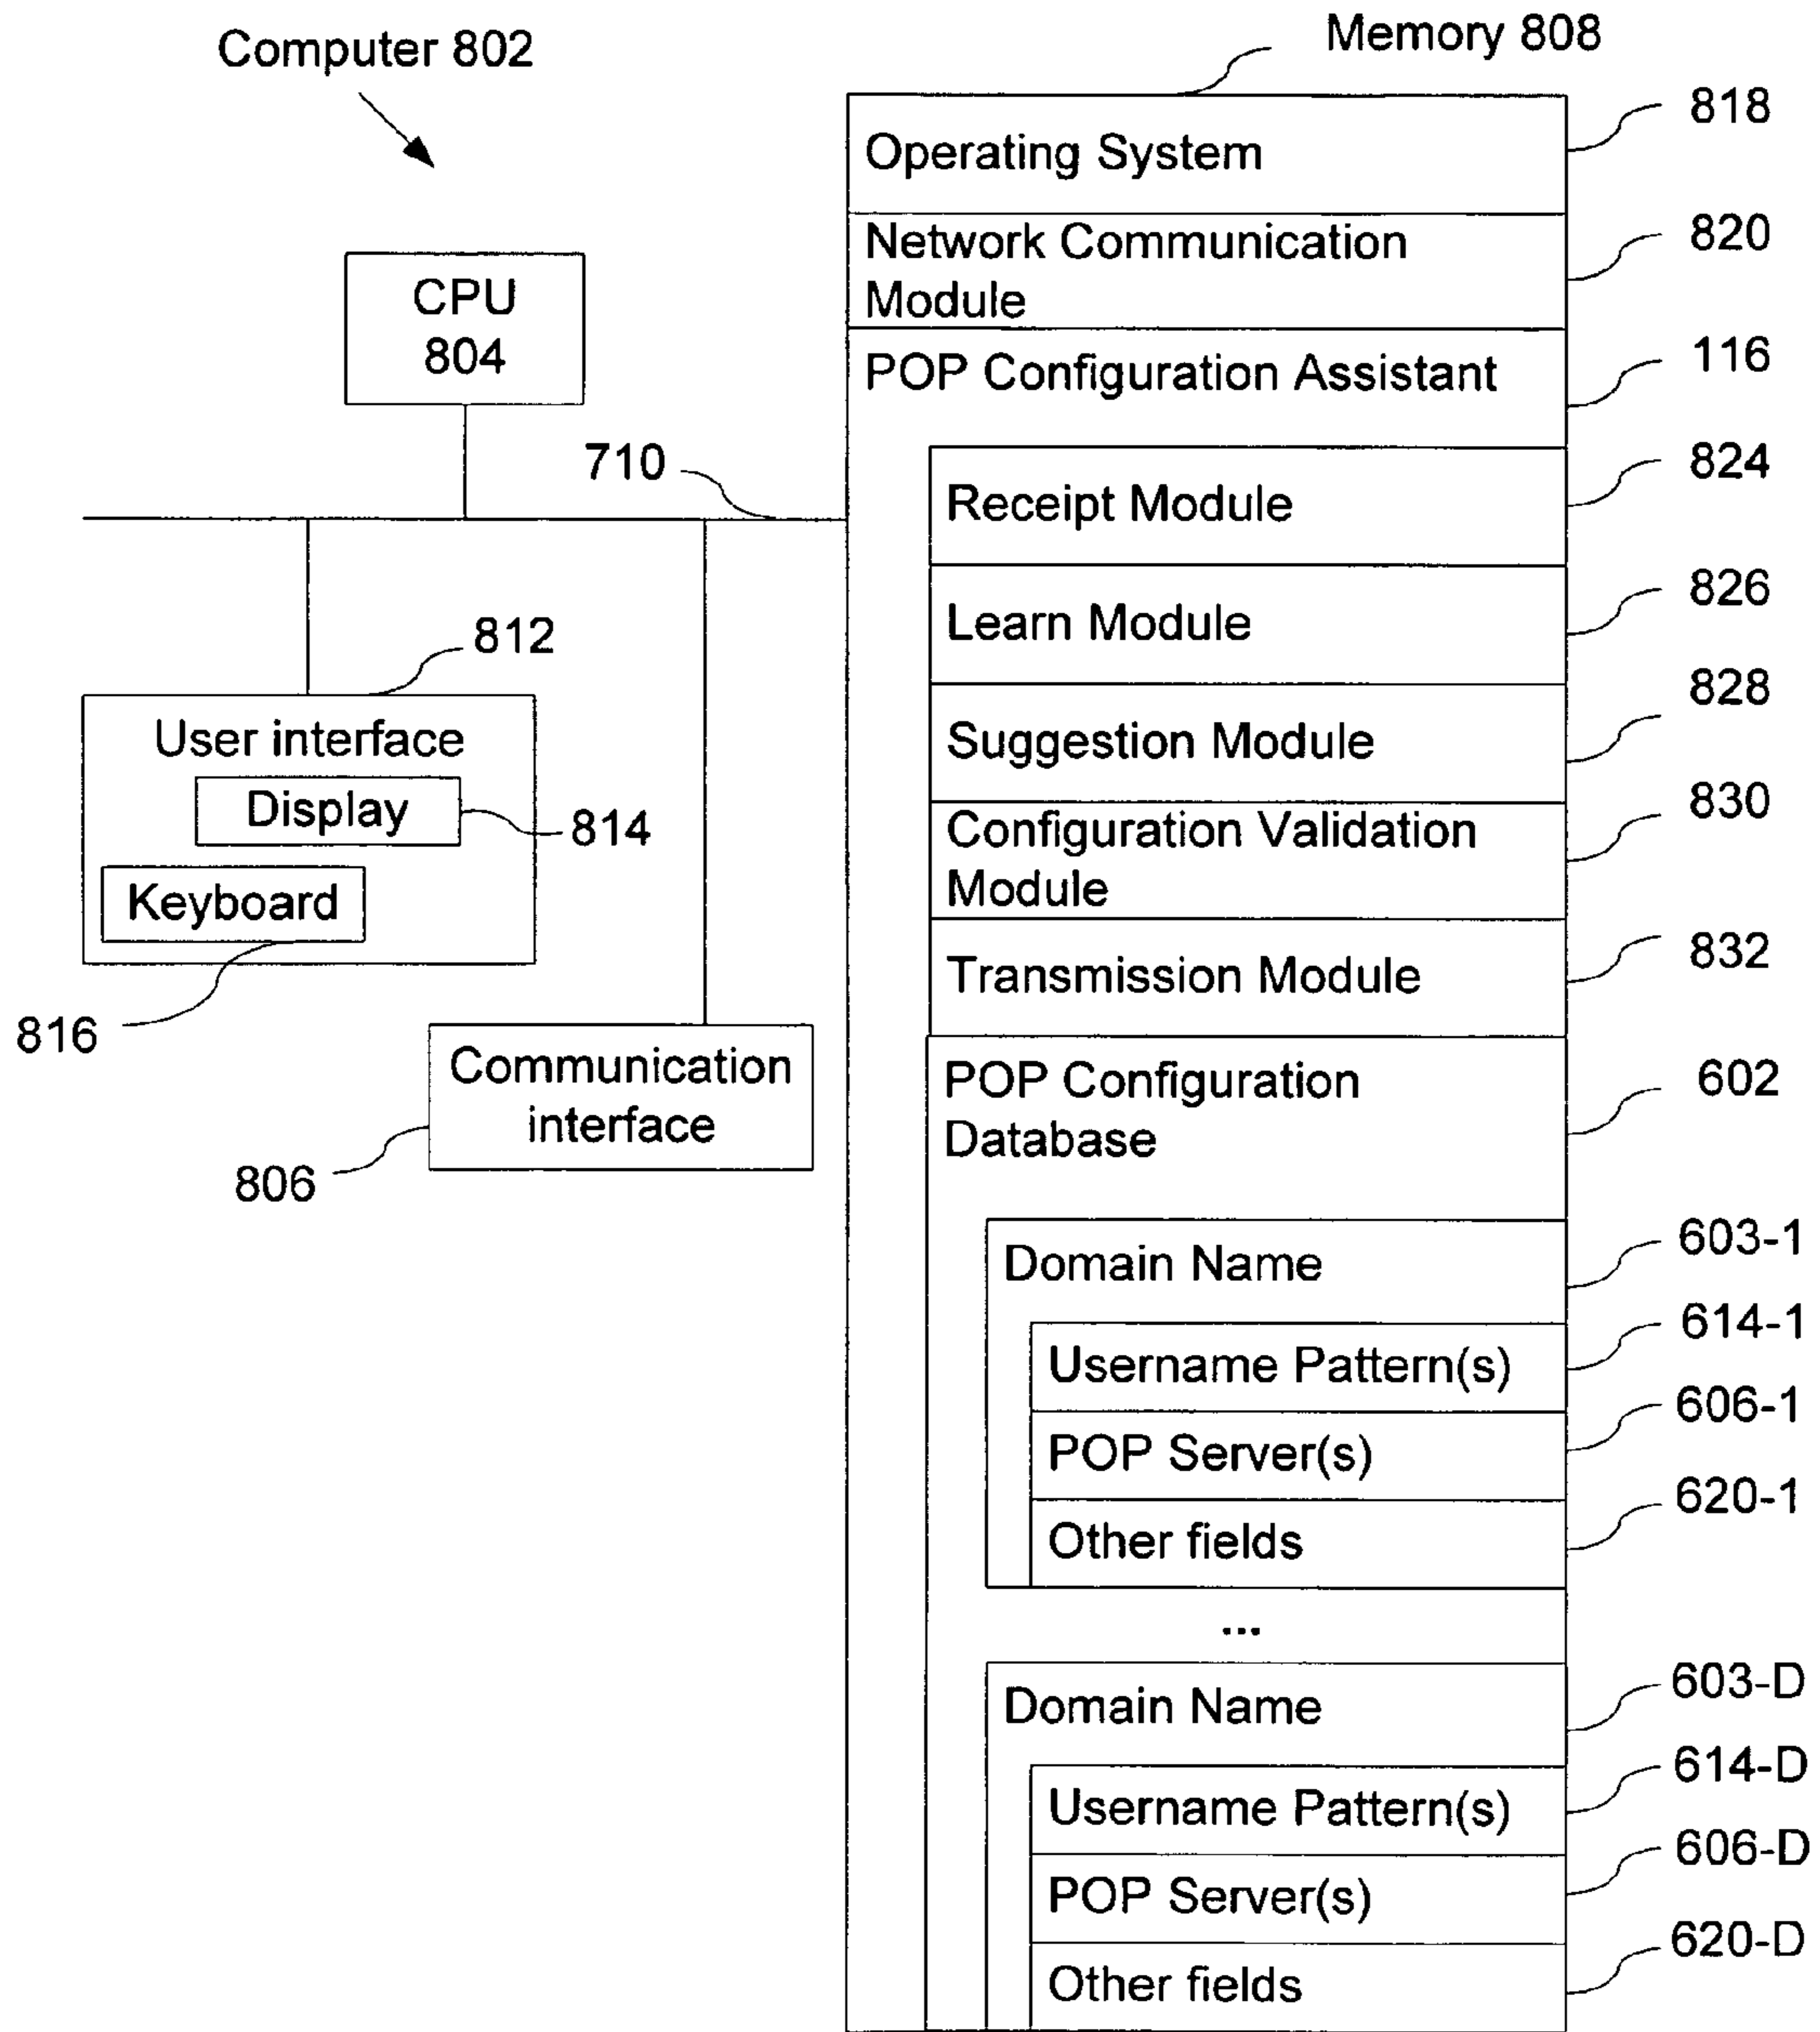 Computer 802
Memory 808
Operating System
818
Network Communication
Module
820
CPU
804
POP Configuration Assistant
116
710
Receipt Module
824
Learn Module
826
812
User interface
Display
814
Keyboard
816
Suggestion Module
828
Configuration Validation
Module
830
Transmission Module
832
Communication
interface
806
POP Configuration
Database
602
Domain Name
603-1
Username Pattern(s)
614-1
POP Server(s)
606-1
Other fields
620-1
...
Domain Name
603-D
Username Pattern(s)
614-D
POP Server(s)
606-D
Other fields
620-D